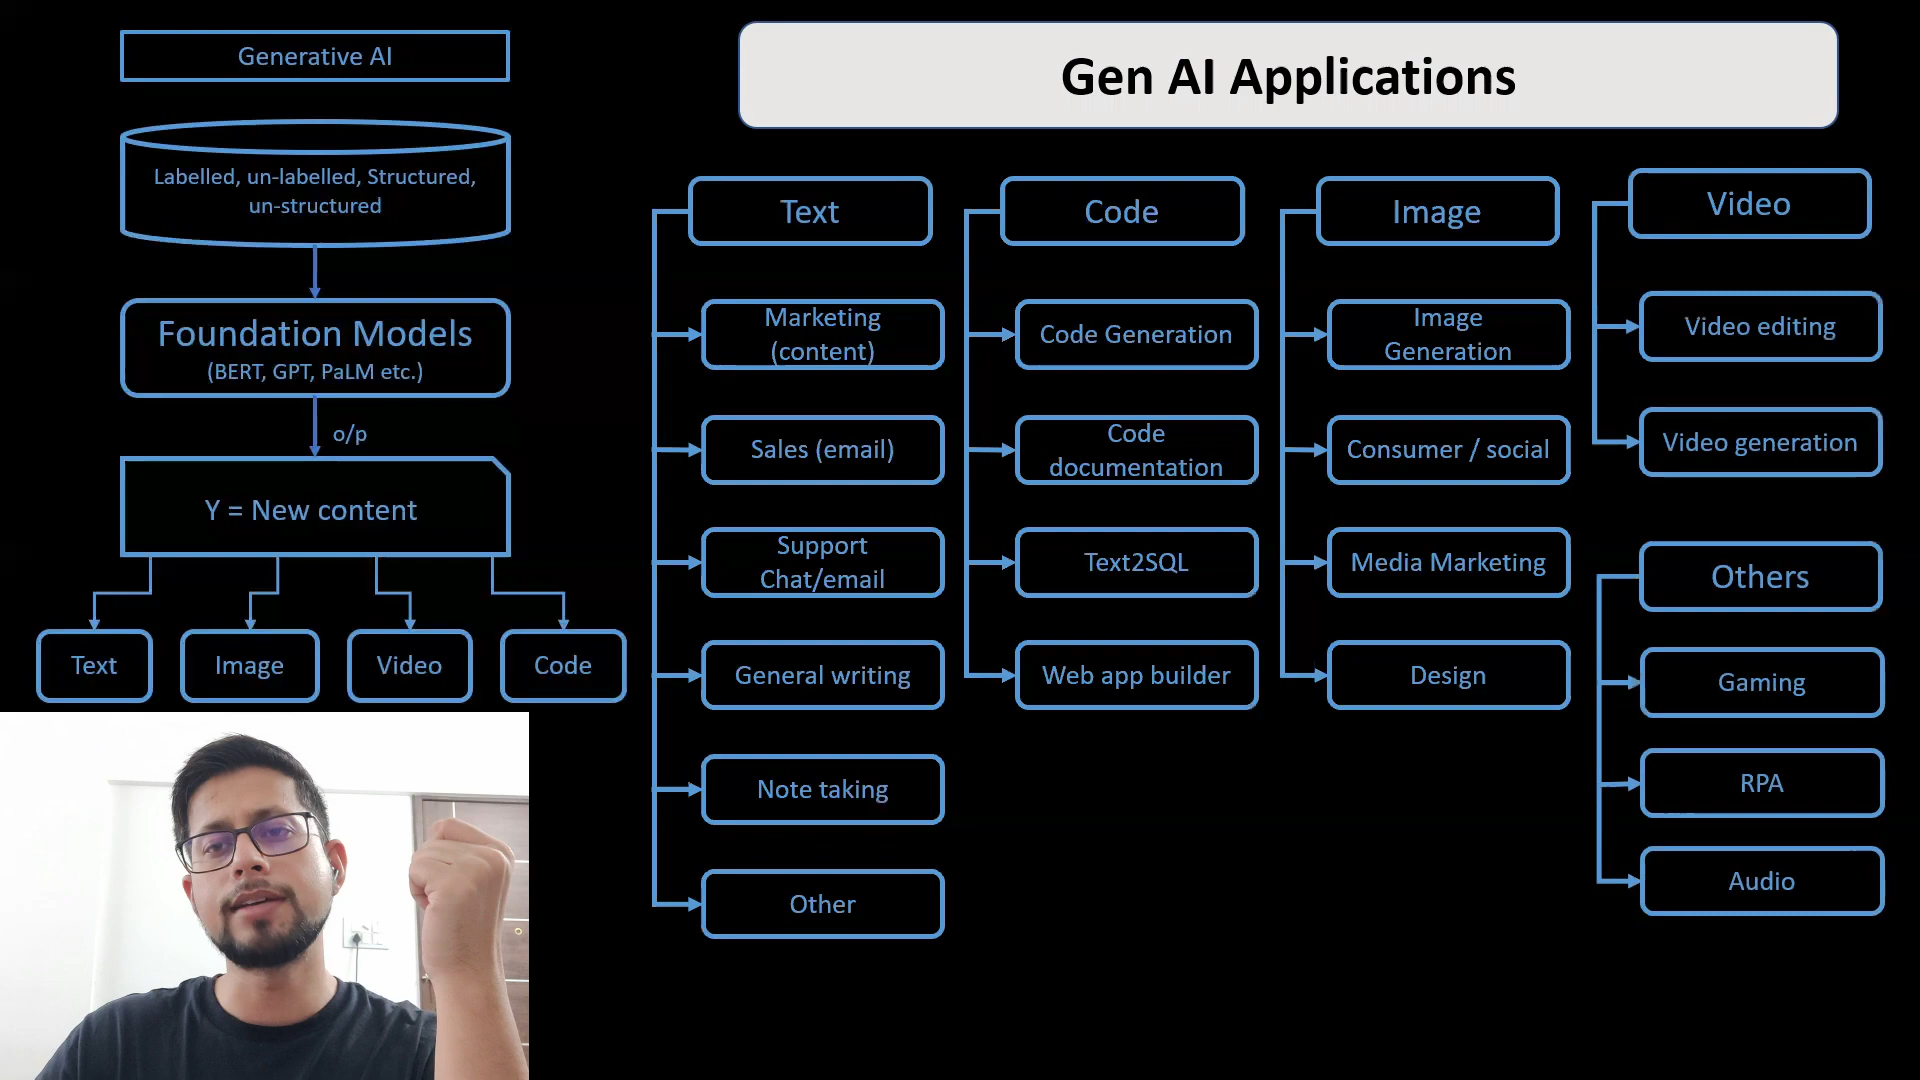 Generative AI
Labelled, un-labelled, Structured,
un-structured
Foundation Models
(BERT, GPT, PaLM etc.)
o/p
Y = New content
Text
Image
Video
Code
Gen AI Applications
Text
Marketing
(content)
Sales (email)
Support
Chat/email
General writing
Note taking
Other
Code
Code Generation
Code
documentation
Text2SQL
Web app builder
Image
Image
Generation
Consumer / social
Media Marketing
Design
Video
Video editing
Video generation
Others
Gaming
RPA
Audio